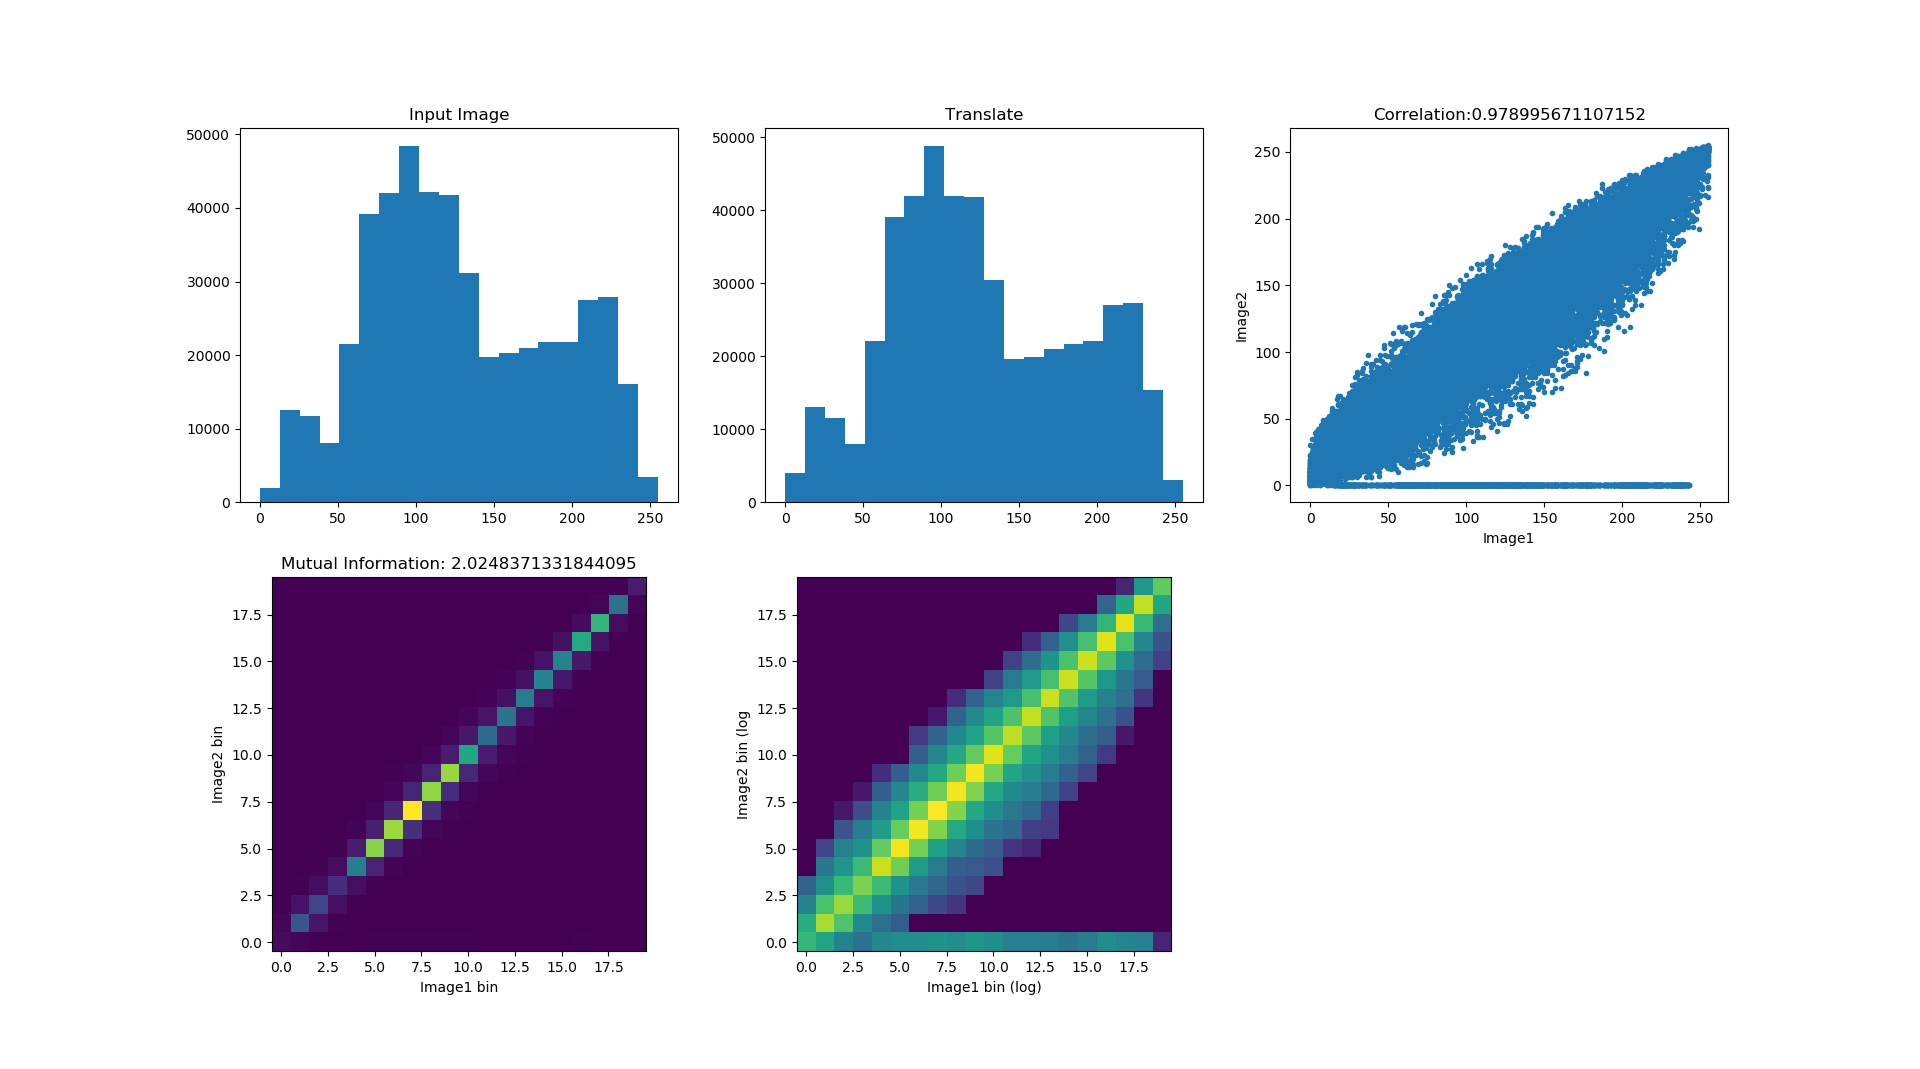 Input Image
50000
40000
30000
20000
10000
0
0 50 100 150 200 250
Translate
50000
40000
30000
20000
10000
0
0 50 100 150 200 250
Correlation:0.978995671107152
Image2
250
200
150
100
50
0
0 50 100 150 200 250
Image1
Mutual Information: 2.0248371331844095
Image2 bin
17.5
15.0
12.5
10.0
7.5
5.0
2.5
0.0
0.0 2.5 5.0 7.5 10.0 12.5 15.0 17.5
Image1 bin
Image2 bin (log
17.5
15.0
12.5
10.0
7.5
5.0
2.5
0.0
0.0 2.5 5.0 7.5 10.0 12.5 15.0 17.5
Image1 bin (log)